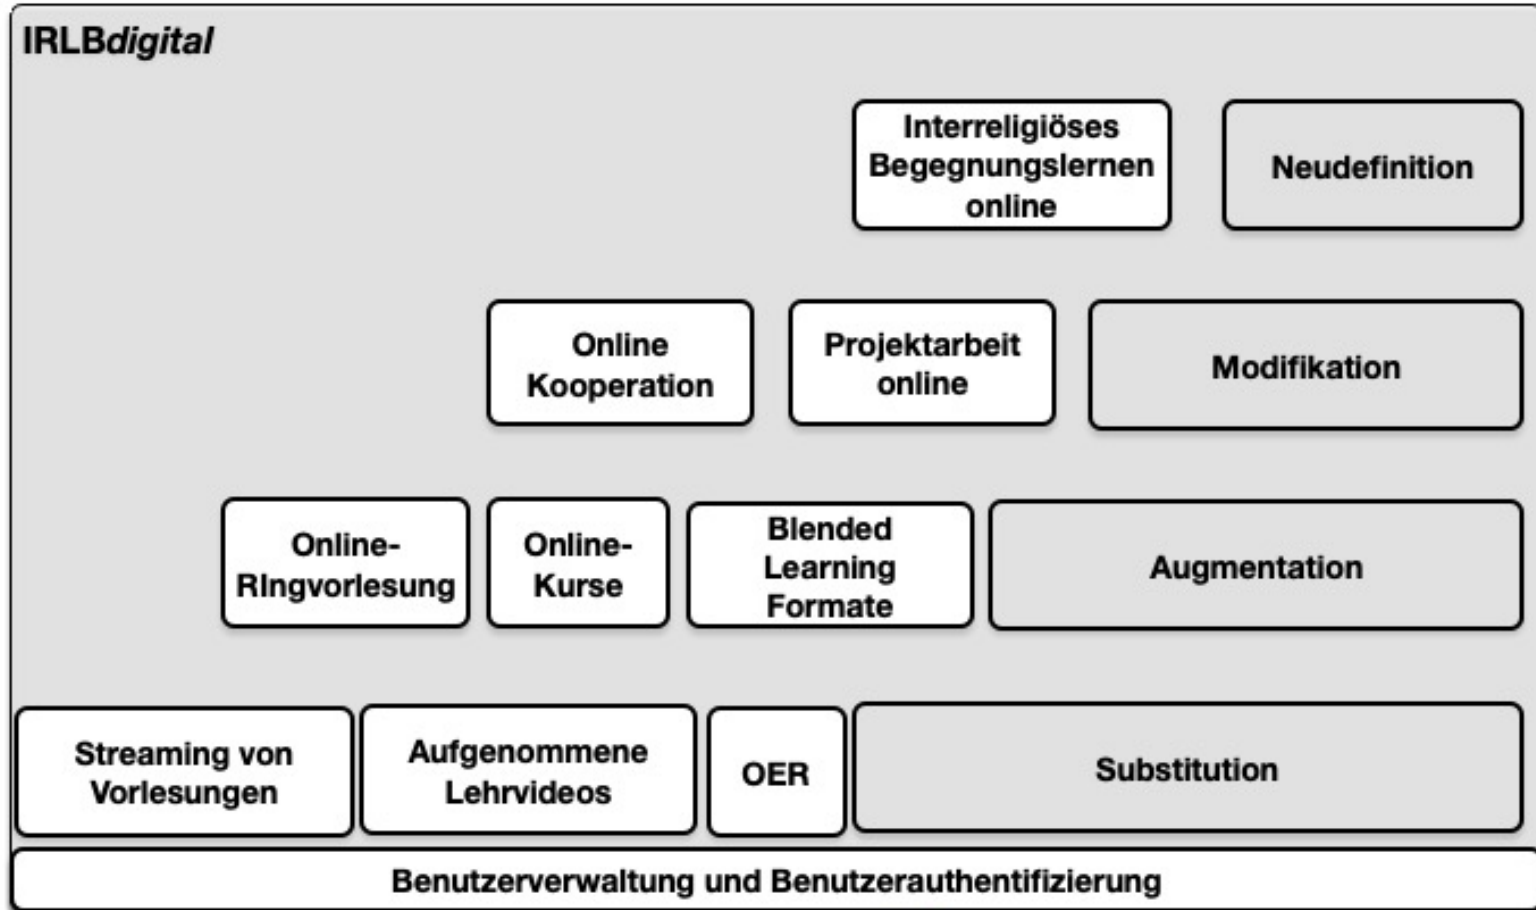 IRLBdigital
Interreligiöses
Begegnungslernen
online
Neudefinition
Online
Kooperation
Projektarbeit
online
Modifikation
Online-
RIngvorlesung
Online-
Kurse
Blended
Learning
Formate
Augmentation
Streaming von
Vorlesungen
Aufgenommene
Lehrvideos
OER
Substitution
Benutzerverwaltung und Benutzerauthentifizierung